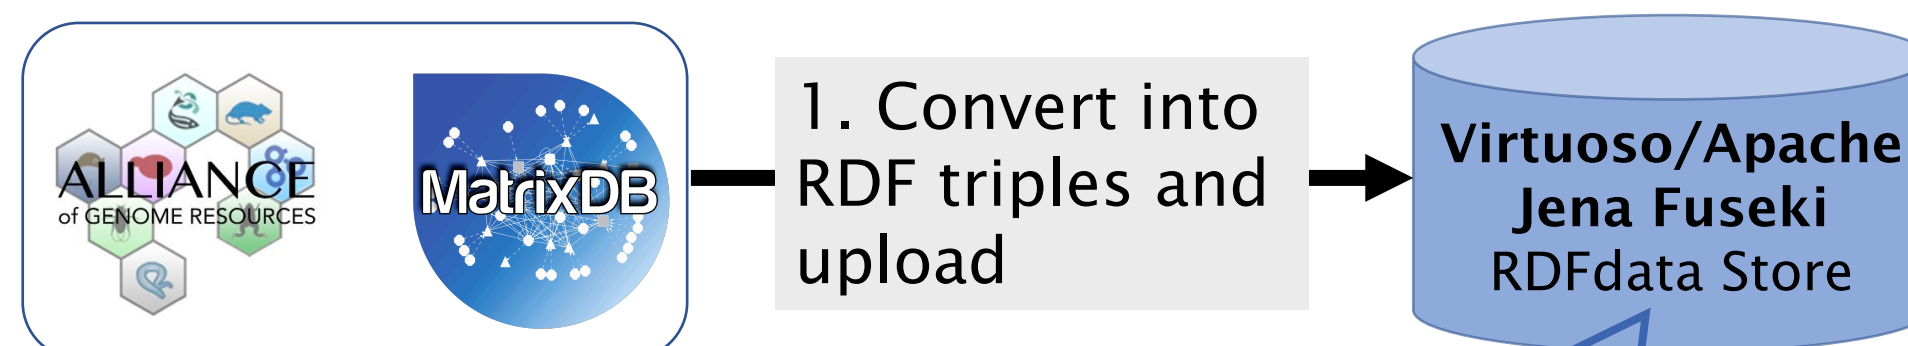 ALLIANCE
of GENOME RESOURCES
MatrixDB
1. Convert into
RDF triples and
upload
Virtuoso/Apache
Jena Fuseki
RDFdata Store